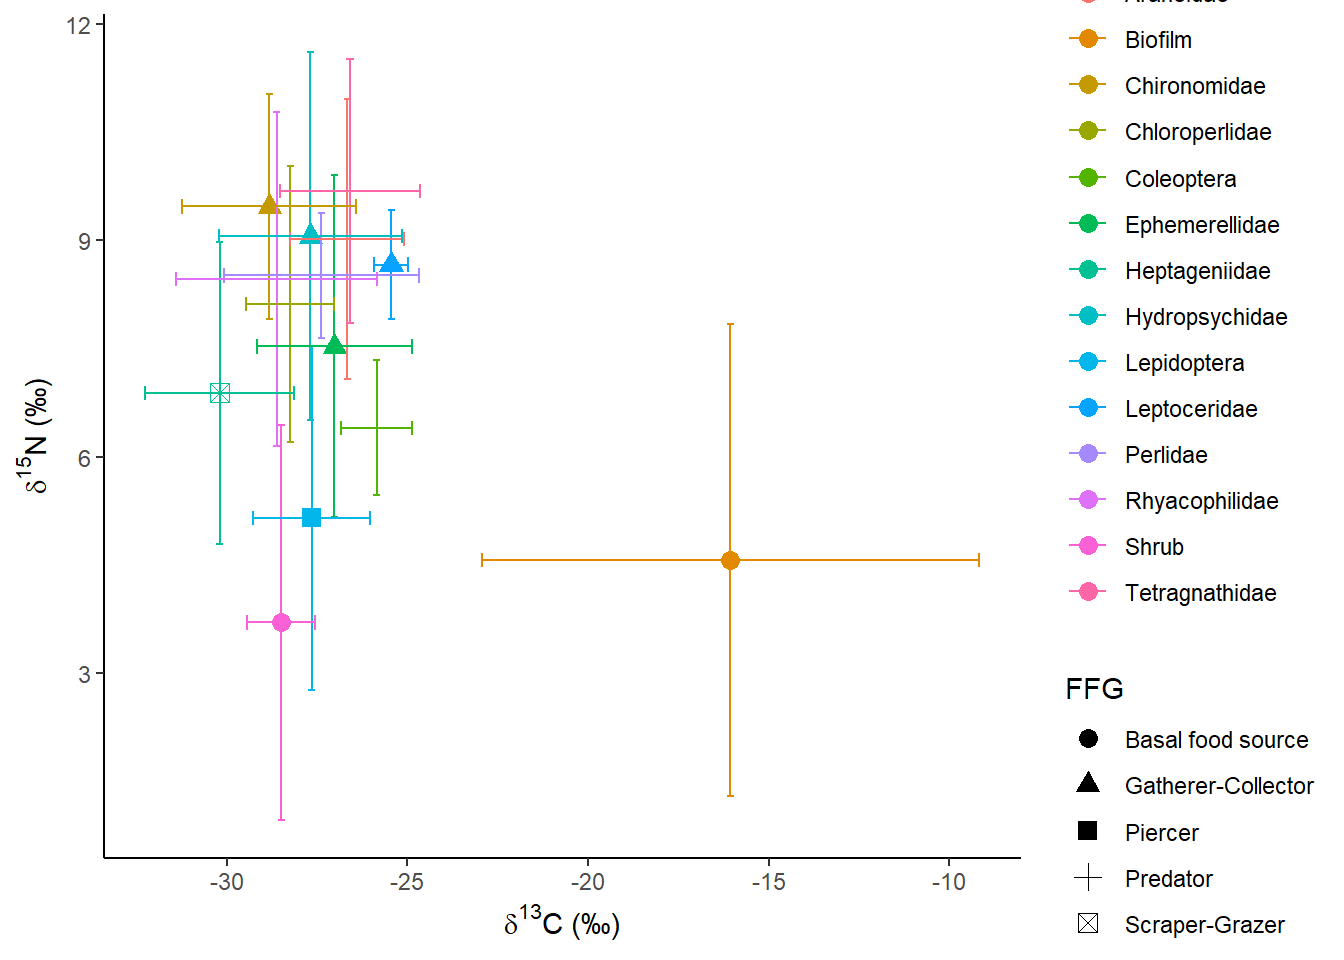 12
9
6
3
δ15N (‰)
-30
-25
-20
-15
-10
δ13C (‰)
Biofilm
Chironomidae
Chloroperlidae
Coleoptera
Ephemerellidae
Heptageniidae
Hydropsychidae
Lepidoptera
Leptoceridae
Perlidae
Rhyacophilidae
Shrub
Tetragnathidae
FFG
Basal food source
Gatherer-Collector
Piercer
Predator
Scraper-Grazer